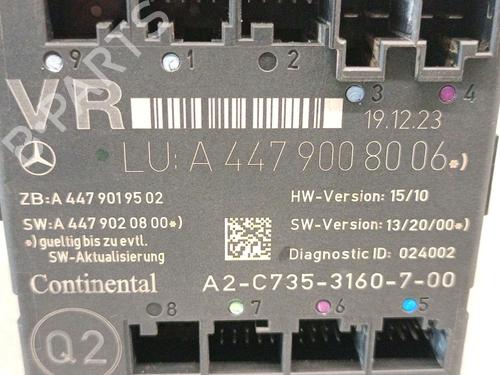 9 1 2
3 4
VR
19.12.23
LU: A 447 900 80 06*)
ZB: A 447 901 95 02
HW-Version: 15/10
SW: A 447 902 08 00*)
SW-Version: 13/20/00*)
*) gueltig bis zu evtl.
SW-Aktualisierung
Diagnostic ID: 024002
Continental
A2-C735-3160-7-00
8 7 6 5
Q2